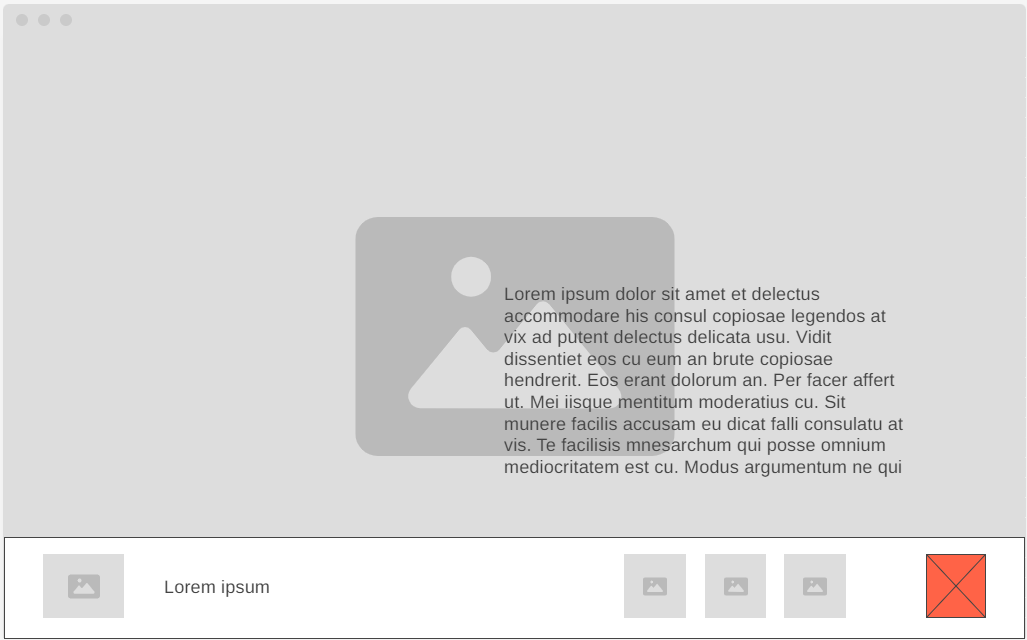 Lorem ipsum dolor sit amet et delectus
accommodare his consul copiosae legendos at
vix ad putent delectus delicata usu. Vidit
dissentiet eos cu eum an brute copiosae
hendrerit. Eos erant dolorum an. Per facer affert
ut. Mei iisque mentitum moderatius cu. Sit
munere facilis accusam eu dicat falli consulatu at
vis. Te facilisis mnesarchum qui posse omnium
mediocritatem est cu. Modus argumentum ne qui
Lorem ipsum